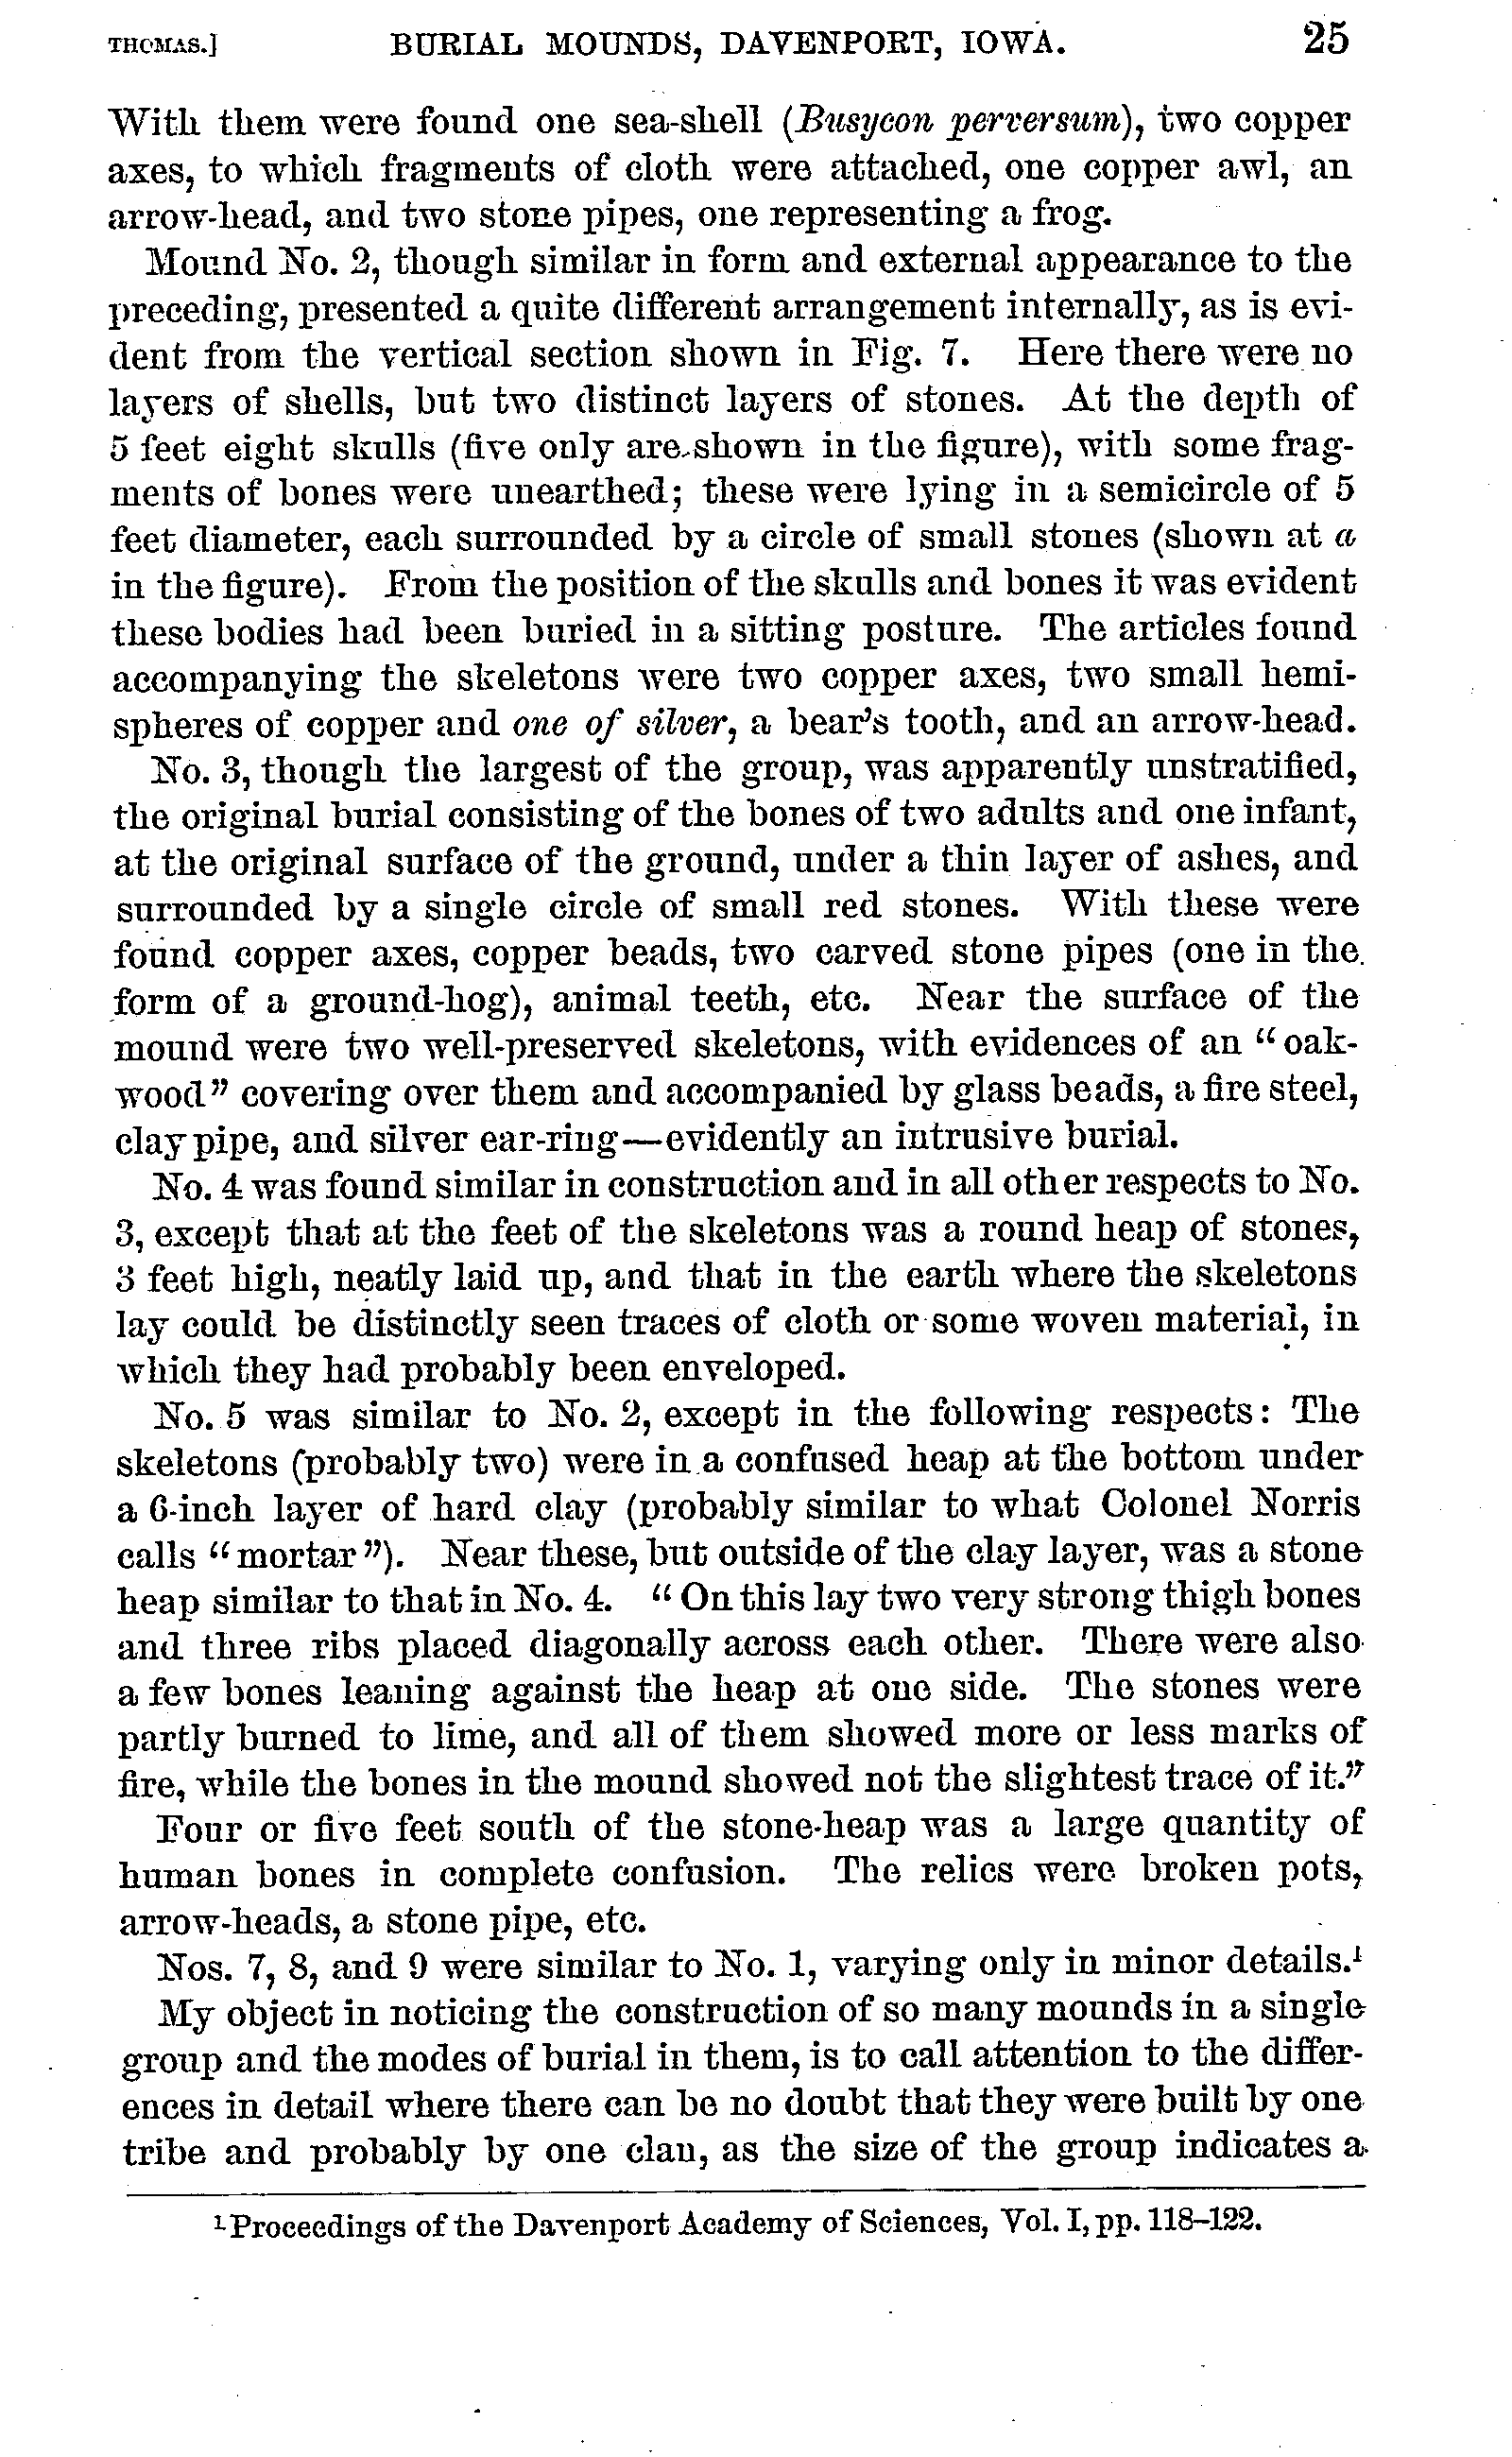 THOMAS.] BURIAL MOUNDS, DAVENPORT, IOWA. 25
With them were found one sea-shell (Busycon perversum), two copper
axes, to which fragments of cloth were attached, one copper awl, an
arrow-head, and two stone pipes, one representing a frog.
Mound No. 2, though similar in form and external appearance to the
preceding, presented a quite different arrangement internally, as is evi-
dent from the vertical section shown in Fig. 7. Here there were no
layers of shells, but two distinct layers of stones. At the depth of
5 feet eight skulls (five only are shown in the figure), with some frag-
ments of bones were unearthed; these were lying in a semicircle of 5
feet diameter, each surrounded by a circle of small stones (shown at a
in the figure). From the position of the skulls and bones it was evident
these bodies had been buried in a sitting posture. The articles found
accompanying the skeletons were two copper axes, two small hemi-
spheres of copper and one of silver, a bear's tooth, and an arrow-head.
No. 3, though the largest of the group, was apparently unstratified,
the original burial consisting of the bones of two adults and one infant,
at the original surface of the ground, under a thin layer of ashes, and
surrounded by a single circle of small red stones. With these were
found copper axes, copper beads, two carved stone pipes (one in the
form of a ground-hog), animal teeth, etc. Near the surface of the
mound were two well-preserved skeletons, with evidences of an "oak-
wood" covering over them and accompanied by glass beads, a fire steel,
clay pipe, and silver ear-ring—evidently an intrusive burial.
No. 4 was found similar in construction and in all other respects to No.
3, except that at the feet of the skeletons was a round heap of stones,
3 feet high, neatly laid up, and that in the earth where the skeletons
lay could be distinctly seen traces of cloth or some woven material, in
which they had probably been enveloped.
No. 5 was similar to No. 2, except in the following respects: The
skeletons (probably two) were in a confused heap at the bottom under
a 6-inch layer of hard clay (probably similar to what Colonel Norris
calls "mortar"). Near these, but outside of the clay layer, was a stone
heap similar to that in No. 4. "On this lay two very strong thigh bones
and three ribs placed diagonally across each other. There were also
a few bones leaning against the heap at one side. The stones were
partly burned to lime, and all of them showed more or less marks of
fire, while the bones in the mound showed not the slightest trace of it."
Four or five feet south of the stone-heap was a large quantity of
human bones in complete confusion. The relics were broken pots,
arrow-heads, a stone pipe, etc.
Nos. 7, 8, and 9 were similar to No. 1, varying only in minor details.¹
My object in noticing the construction of so many mounds in a single
group and the modes of burial in them, is to call attention to the differ-
ences in detail where there can be no doubt that they were built by one
tribe and probably by one clan, as the size of the group indicates a
¹Proceedings of the Davenport Academy of Sciences, Vol. I, pp. 118–122.